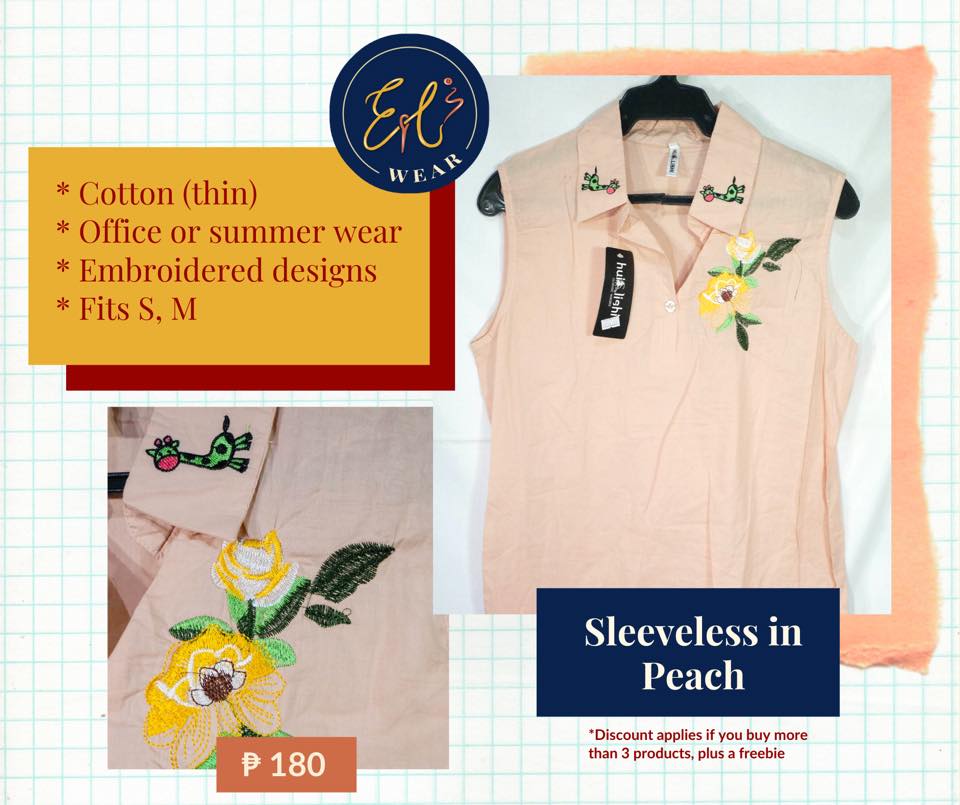 Erl's
WEAR
* Cotton (thin)
* Office or summer wear
* Embroidered designs
* Fits S, M
Sleeveless in
Peach
*Discount applies if you buy more
than 3 products, plus a freebie
₱ 180